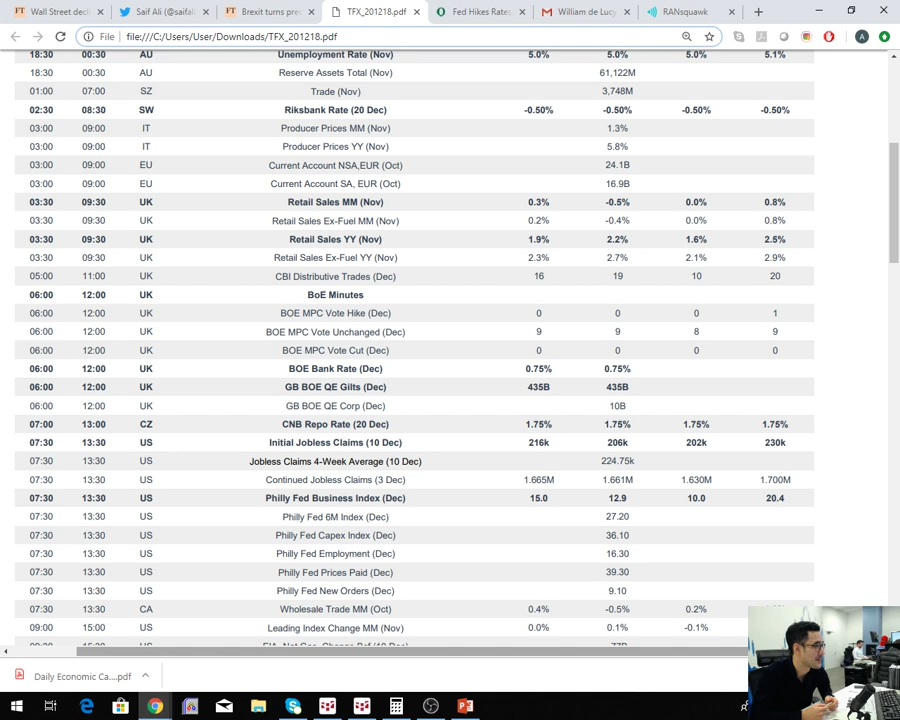 Wall Street decl
Saif Ali (@saifal
Brexit turns pres
TFX_201218.pdf
Fed Hikes Rates
William de Lucy
RANsquawk
File file:///C:/Users/User/Downloads/TFX_201218.pdf
A
18:30 00:30 AU Unemployment Rate (Nov) 5.0% 5.0% 5.0% 5.1%
18:30 00:30 AU Reserve Assets Total (Nov) 61,122M
01:00 07:00 SZ Trade (Nov) 3,748M
02:30 08:30 SW Riksbank Rate (20 Dec) -0.50% -0.50% -0.50% -0.50%
03:00 09:00 IT Producer Prices MM (Nov) 1.3%
03:00 09:00 IT Producer Prices YY (Nov) 5.8%
03:00 09:00 EU Current Account NSA,EUR (Oct) 24.1B
03:00 09:00 EU Current Account SA, EUR (Oct) 16.9B
03:30 09:30 UK Retail Sales MM (Nov) 0.3% -0.5% 0.0% 0.8%
03:30 09:30 UK Retail Sales Ex-Fuel MM (Nov) 0.2% -0.4% 0.0% 0.8%
03:30 09:30 UK Retail Sales YY (Nov) 1.9% 2.2% 1.6% 2.5%
03:30 09:30 UK Retail Sales Ex-Fuel YY (Nov) 2.3% 2.7% 2.1% 2.9%
05:00 11:00 UK CBI Distributive Trades (Dec) 16 19 10 20
06:00 12:00 UK BoE Minutes
06:00 12:00 UK BOE MPC Vote Hike (Dec) 0 0 0 1
06:00 12:00 UK BOE MPC Vote Unchanged (Dec) 9 9 8 9
06:00 12:00 UK BOE MPC Vote Cut (Dec) 0 0 0 0
06:00 12:00 UK BOE Bank Rate (Dec) 0.75% 0.75%
06:00 12:00 UK GB BOE QE Gilts (Dec) 435B 435B
06:00 12:00 UK GB BOE QE Corp (Dec) 10B
07:00 13:00 CZ CNB Repo Rate (20 Dec) 1.75% 1.75% 1.75% 1.75%
07:30 13:30 US Initial Jobless Claims (10 Dec) 216k 206k 202k 230k
07:30 13:30 US Jobless Claims 4-Week Average (10 Dec) 224.75k
07:30 13:30 US Continued Jobless Claims (3 Dec) 1.665M 1.661M 1.630M 1.700M
07:30 13:30 US Philly Fed Business Index (Dec) 15.0 12.9 10.0 20.4
07:30 13:30 US Philly Fed 6M Index (Dec) 27.20
07:30 13:30 US Philly Fed Capex Index (Dec) 36.10
07:30 13:30 US Philly Fed Employment (Dec) 16.30
07:30 13:30 US Philly Fed Prices Paid (Dec) 39.30
07:30 13:30 US Philly Fed New Orders (Dec) 9.10
07:30 13:30 CA Wholesale Trade MM (Oct) 0.4% -0.5% 0.2%
09:00 15:00 US Leading Index Change MM (Nov) 0.0% 0.1% -0.1%
Daily Economic Ca....pdf